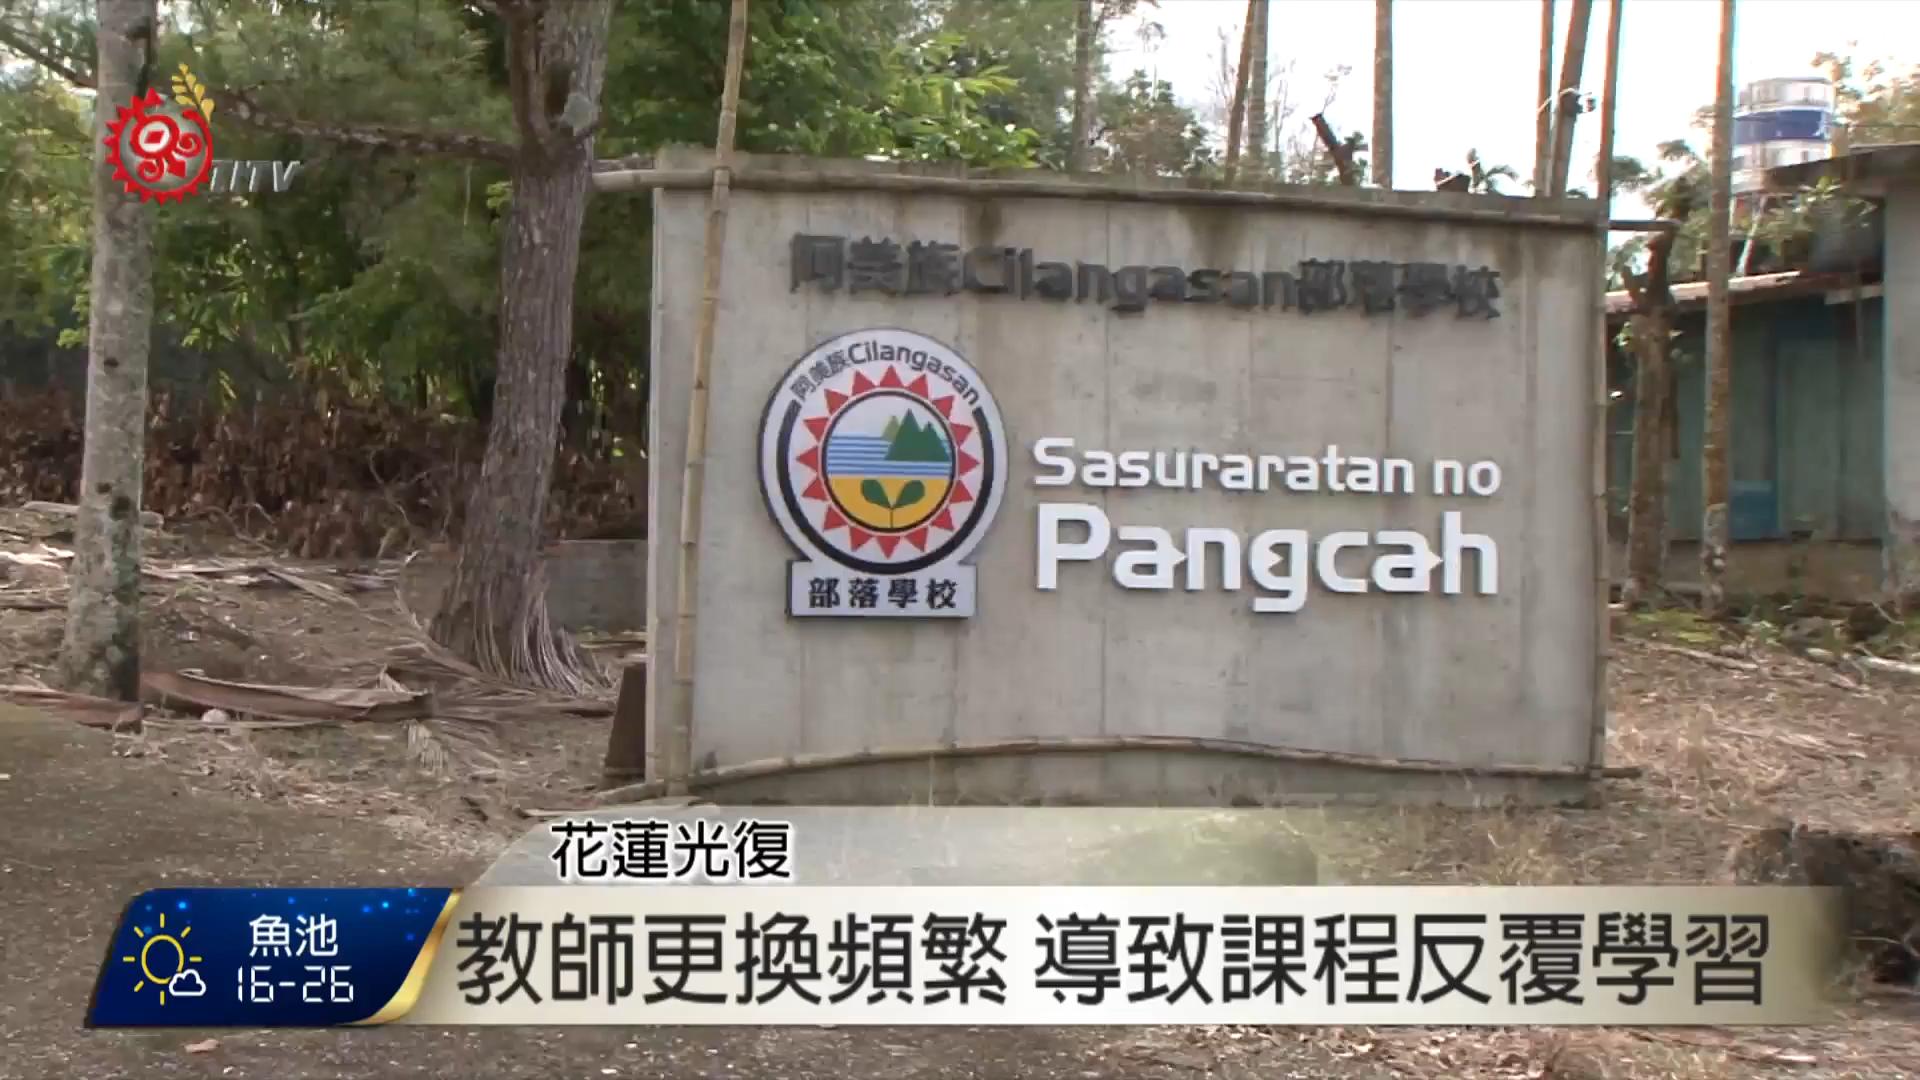 TITV
阿美族Cilangasan部落學校
阿美族Cilangasan
部落學校
Sasuraratan no
Pangcah
花蓮光復
魚池
16-26
教師更換頻繁 導致課程反覆學習